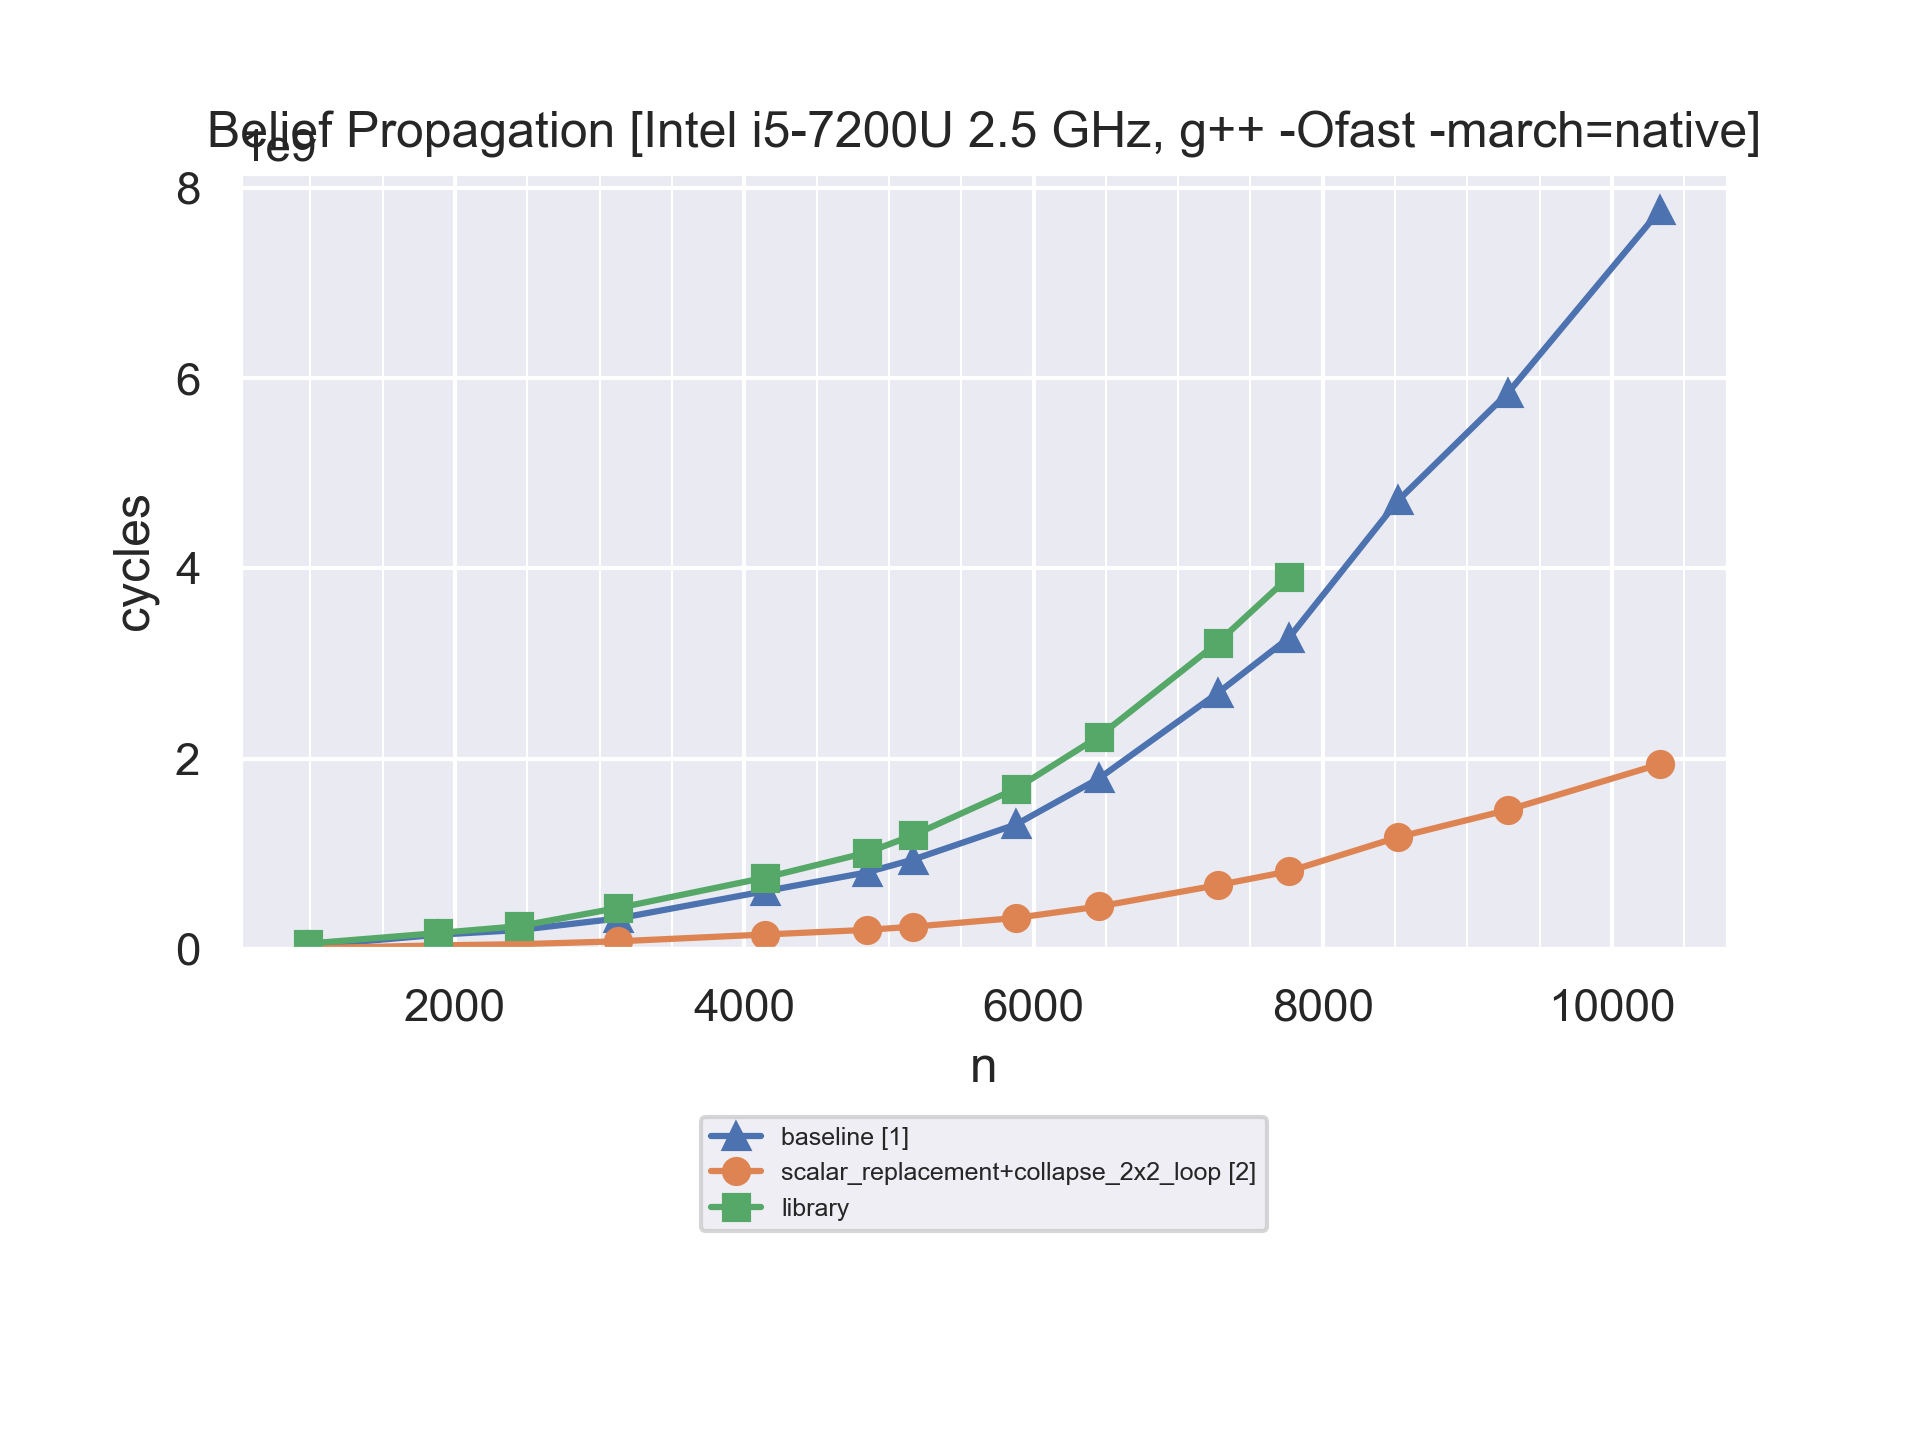 Belief Propagation [Intel i5-7200U 2.5 GHz, g++ -Ofast -march=native]
1e9
8
6
4
2
0
cycles
2000 4000 6000 8000 10000
n
baseline [1]
scalar_replacement+collapse_2x2_loop [2]
library